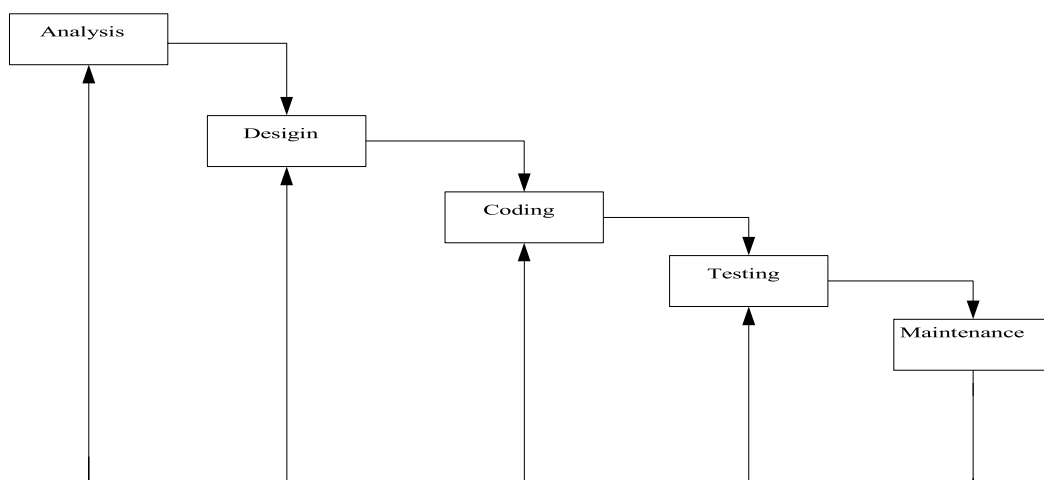 Analysis
Desigin
Coding
Testing
Maintenance